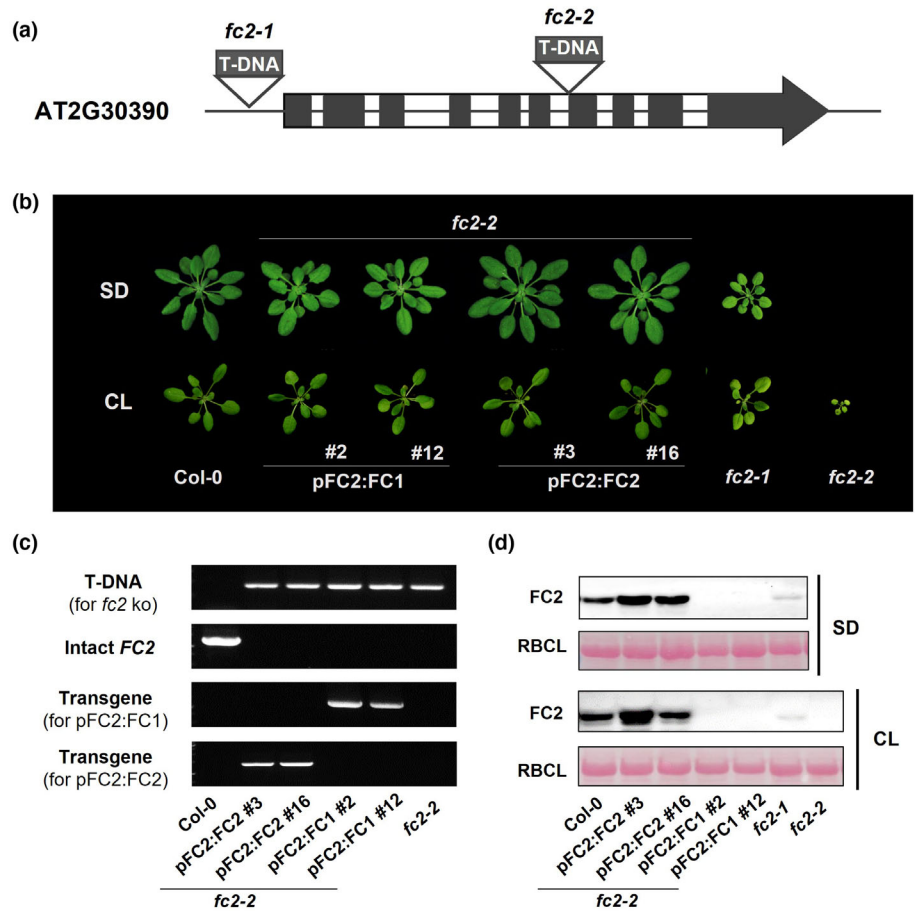 (a)
fc2-1
T-DNA
fc2-2
T-DNA
AT2G30390
(b)
fc2-2
SD
CL
#2 #12 #3 #16
Col-0 pFC2:FC1 pFC2:FC2 fc2-1 fc2-2
(c)
T-DNA
(for fc2 ko)
Intact FC2
Transgene
(for pFC2:FC1)
Transgene
(for pFC2:FC2)
Col-0
pFC2:FC2 #3
pFC2:FC2 #16
pFC2:FC1 #2
pFC2:FC1 #12
fc2-2
fc2-2
(d)
FC2
RBCL
SD
FC2
RBCL
CL
Col-0
pFC2:FC2 #3
pFC2:FC2 #16
pFC2:FC1 #2
pFC2:FC1 #12
fc2-1
fc2-2
fc2-2